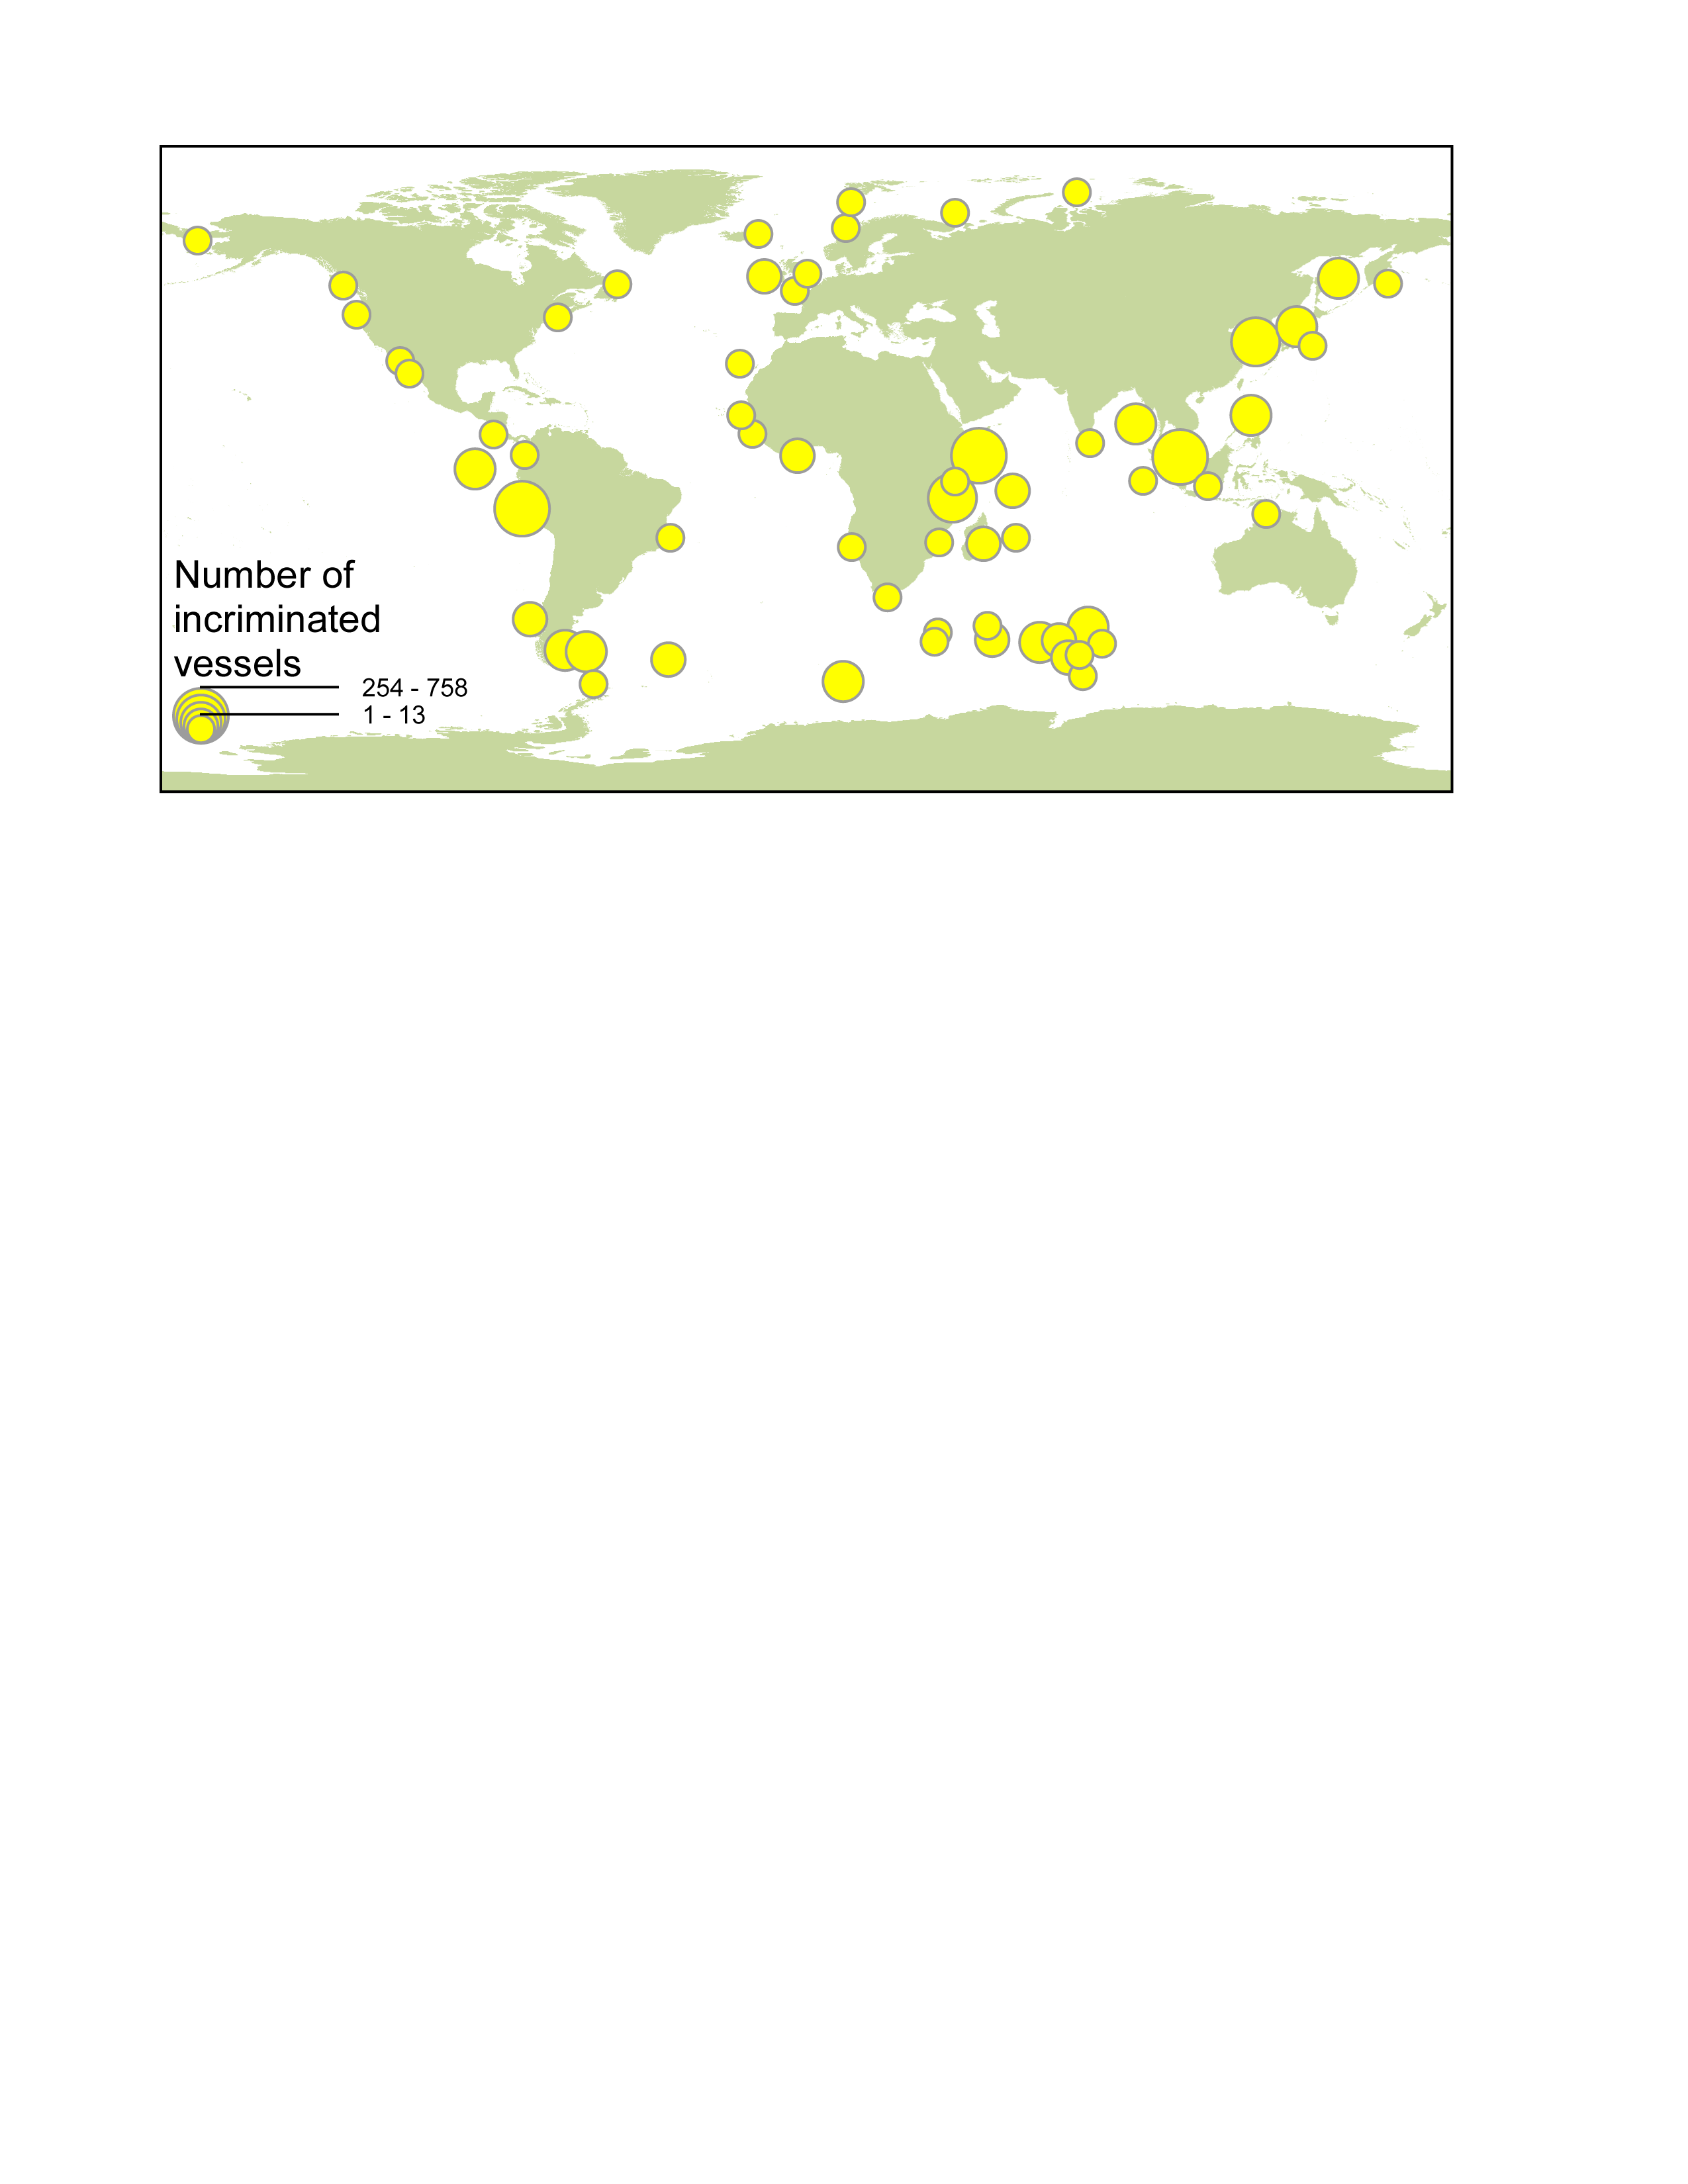 Number of
incriminated
vessels
254 - 758
1 - 13